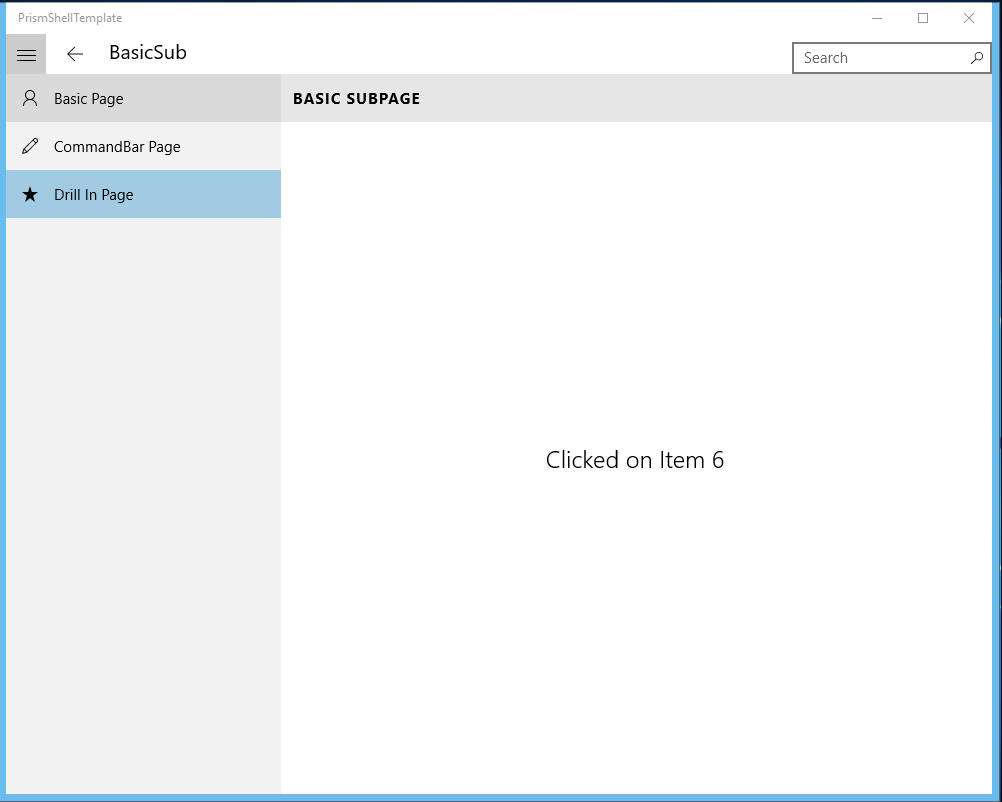 PrismShellTemplate
BasicSub
Search
Basic Page
CommandBar Page
Drill In Page
BASIC SUBPAGE
Clicked on Item 6